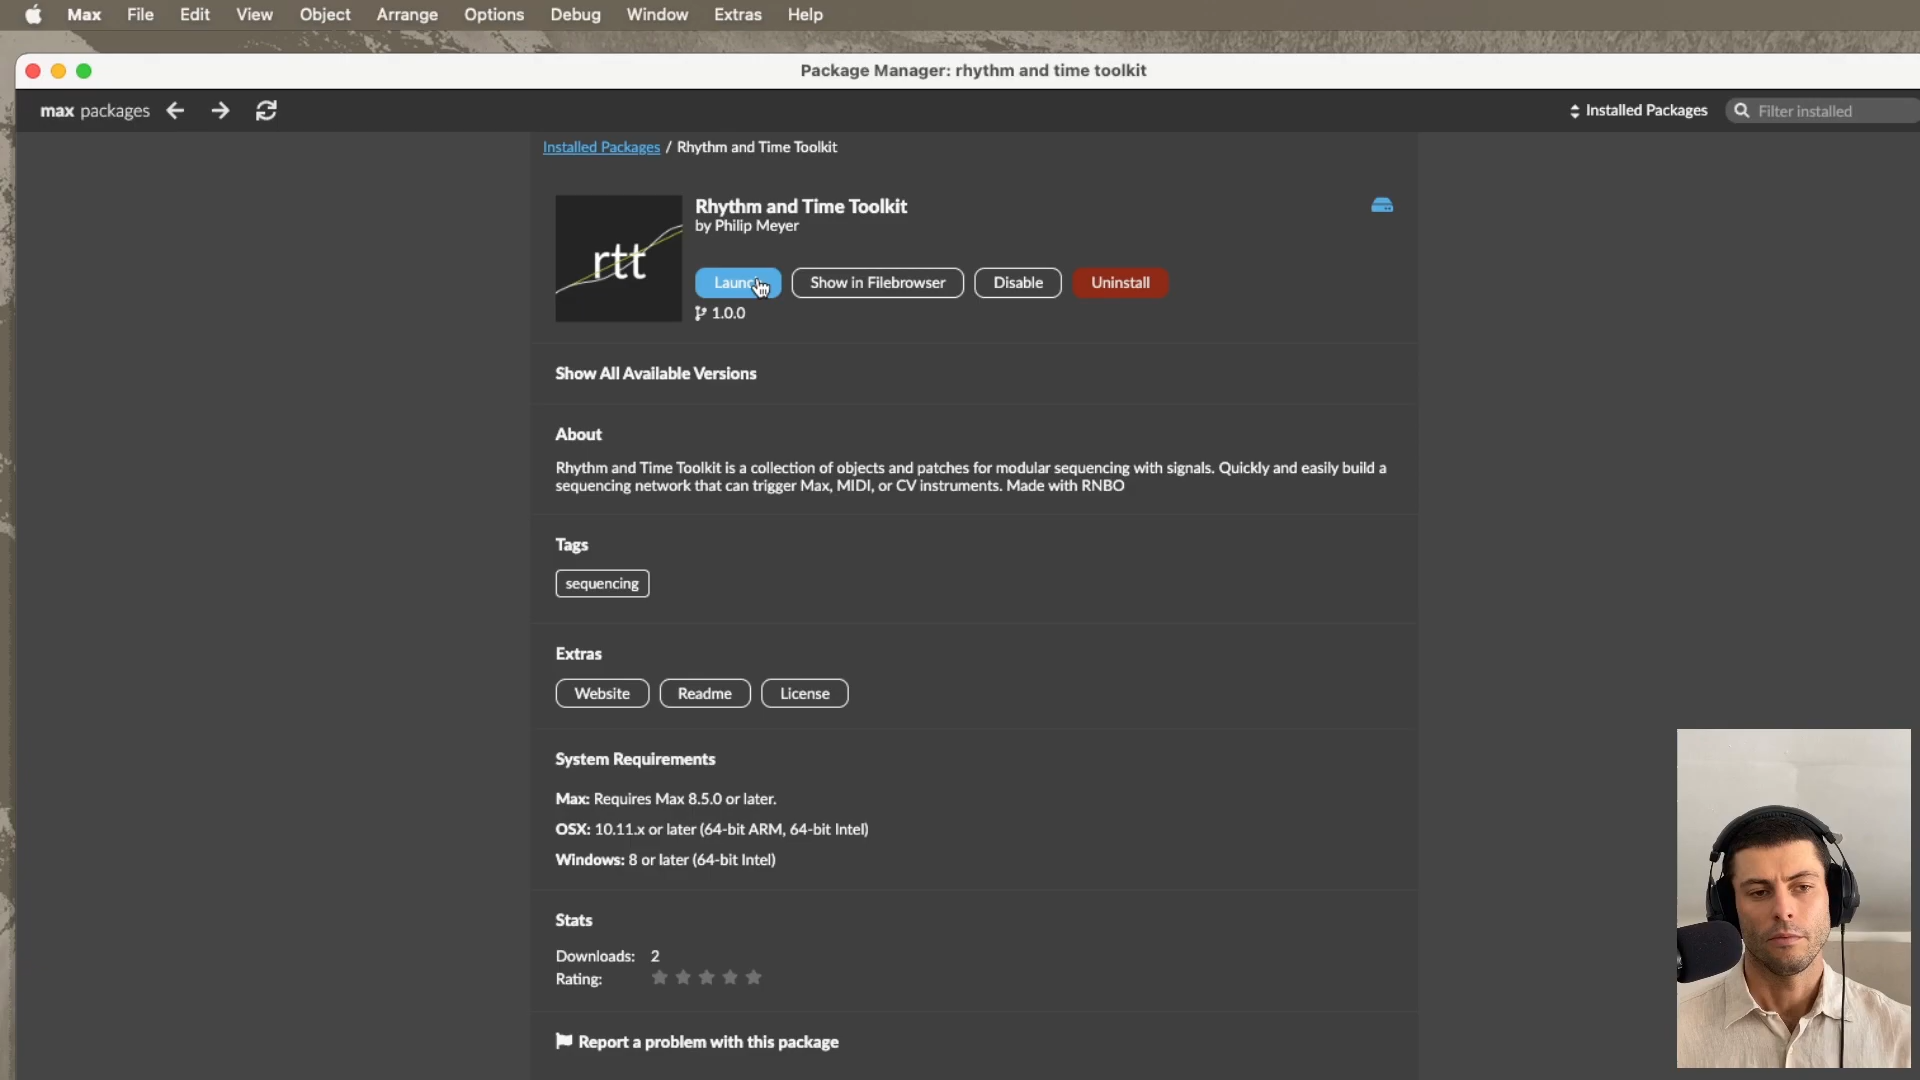 Max File Edit View Object Arrange Options Debug Window Extras Help
Package Manager: rhythm and time toolkit
max packages
Installed Packages
Filter installed
Installed Packages / Rhythm and Time Toolkit
rtt
Rhythm and Time Toolkit
by Philip Meyer
Show in Filebrowser
Disable
Uninstall
1.0.0
Show All Available Versions
About
Rhythm and Time Toolkit is a collection of objects and patches for modular sequencing with signals. Quickly and easily build a
sequencing network that can trigger Max, MIDI, or CV instruments. Made with RNBO
Tags
sequencing
Extras
Website
Readme
License
System Requirements
Max: Requires Max 8.5.0 or later.
OSX: 10.11.x or later (64-bit ARM, 64-bit Intel)
Windows: 8 or later (64-bit Intel)
Stats
Downloads: 2
Rating:
Report a problem with this package